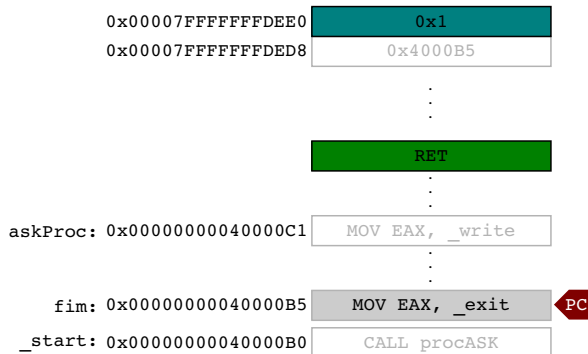 0x00007FFFFFFFDEE0 0x1
0x00007FFFFFFFDED8 0x4000B5
.
.
.
RET
.
.
.
askProc: 0x00000000040000C1 MOV EAX, _write
.
.
.
fim: 0x00000000040000B5 MOV EAX, _exit PC
_start: 0x00000000040000B0 CALL procASK